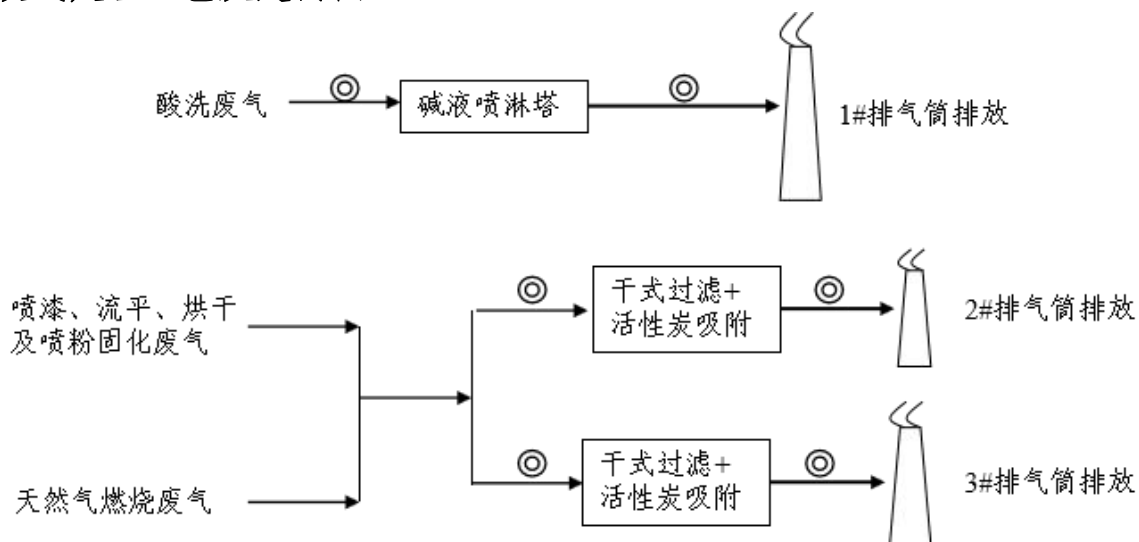 酸洗废气
碱液喷淋塔
1#排气筒排放
喷漆、流平、烘干
及喷粉固化废气
干式过滤+
活性炭吸附
2#排气筒排放
天然气燃烧废气
干式过滤+
活性炭吸附
3#排气筒排放